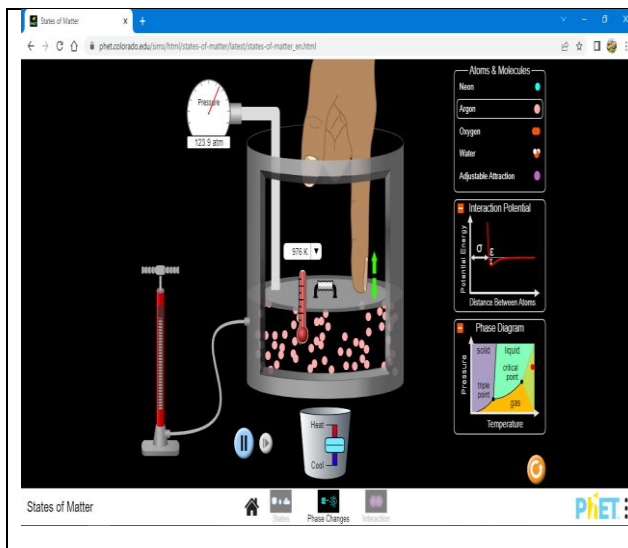 States of Matter
phet.colorado.edu/sims/html/states-of-matter/latest/states-of-matter_en.html
Pressure
123.9 atm
976 K
Heat
Cool
Atoms & Molecules
Neon
Argon
Oxygen
Water
Adjustable Attraction
Interaction Potential
Potential Energy
σ
ε
Distance Between Atoms
Phase Diagram
Pressure
solid
liquid
critical
point
triple
point
gas
Temperature
States of Matter
States
Phase Changes
Interaction
PhET